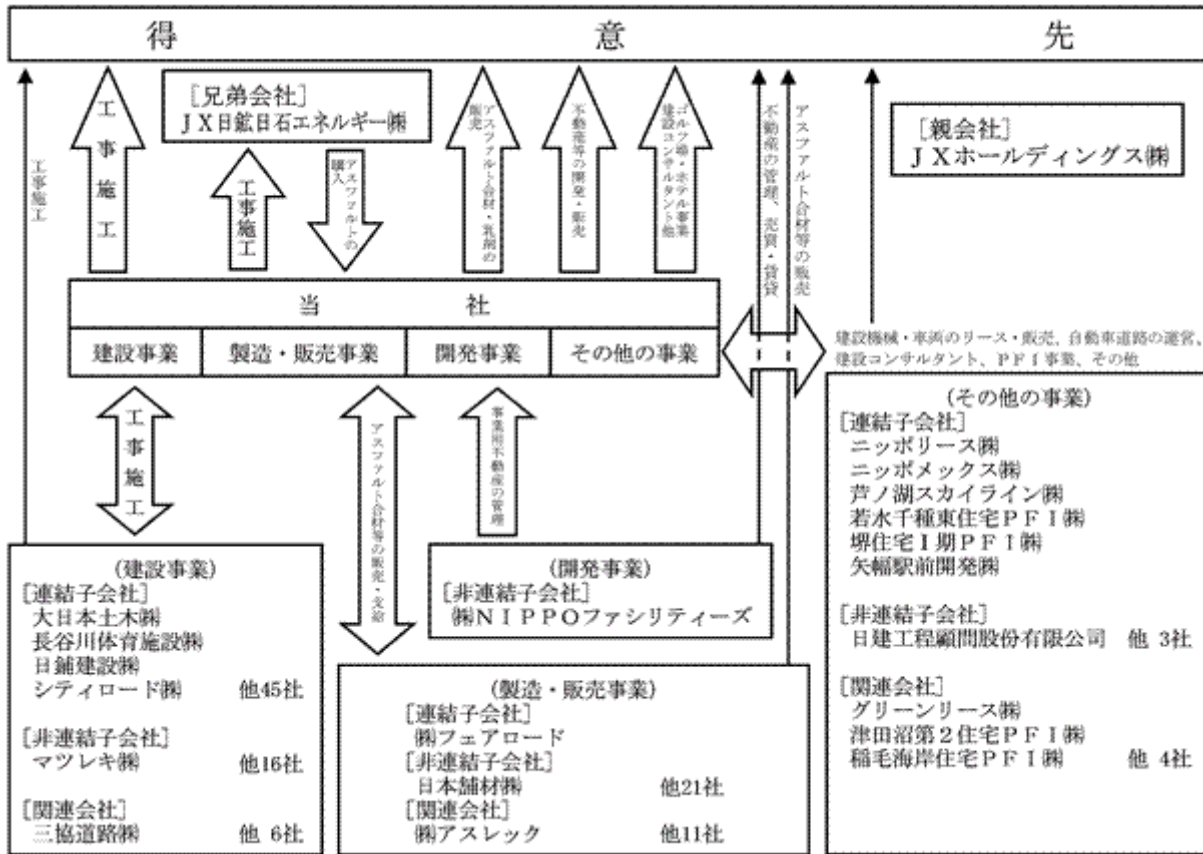 得意先
工事施工
工事施工
[兄弟会社]
ＪＸ日鉱日石エネルギー㈱
工事施工
アスファルトの
購入
アスファルト合材・乳剤の
販売
不動産等の開発・販売
ゴルフ場・ホテル事業
建設コンサルタント他
不動産の管理、売買・賃貸
アスファルト合材等の販売
[親会社]
ＪＸホールディングス㈱
当社
建設事業
製造・販売事業
開発事業
その他の事業
建設機械・車両のリース・販売、自動車道路の運営、
建設コンサルタント、ＰＦＩ事業、その他
工事施工
アスファルト合材等の販売・支給
事業用不動産の管理
(建設事業)
[連結子会社]
大日本土木㈱
長谷川体育施設㈱
日鋪建設㈱
シティロード㈱　他45社
[非連結子会社]
マツレキ㈱　他16社
[関連会社]
三協道路㈱　他 6社
(開発事業)
[非連結子会社]
㈱ＮＩＰＰＯファシリティーズ
(製造・販売事業)
[連結子会社]
㈱フェアロード
[非連結子会社]
日本舗材㈱　他21社
[関連会社]
㈱アスレック　他11社
(その他の事業)
[連結子会社]
ニッポリース㈱
ニッポメックス㈱
芦ノ湖スカイライン㈱
若水千種東住宅ＰＦＩ㈱
堺住宅Ⅰ期ＰＦＩ㈱
矢幅駅前開発㈱
[非連結子会社]
日建工程顧問股份有限公司　他 3社
[関連会社]
グリーンリース㈱
津田沼第２住宅ＰＦＩ㈱
稲毛海岸住宅ＰＦＩ㈱　他 4社